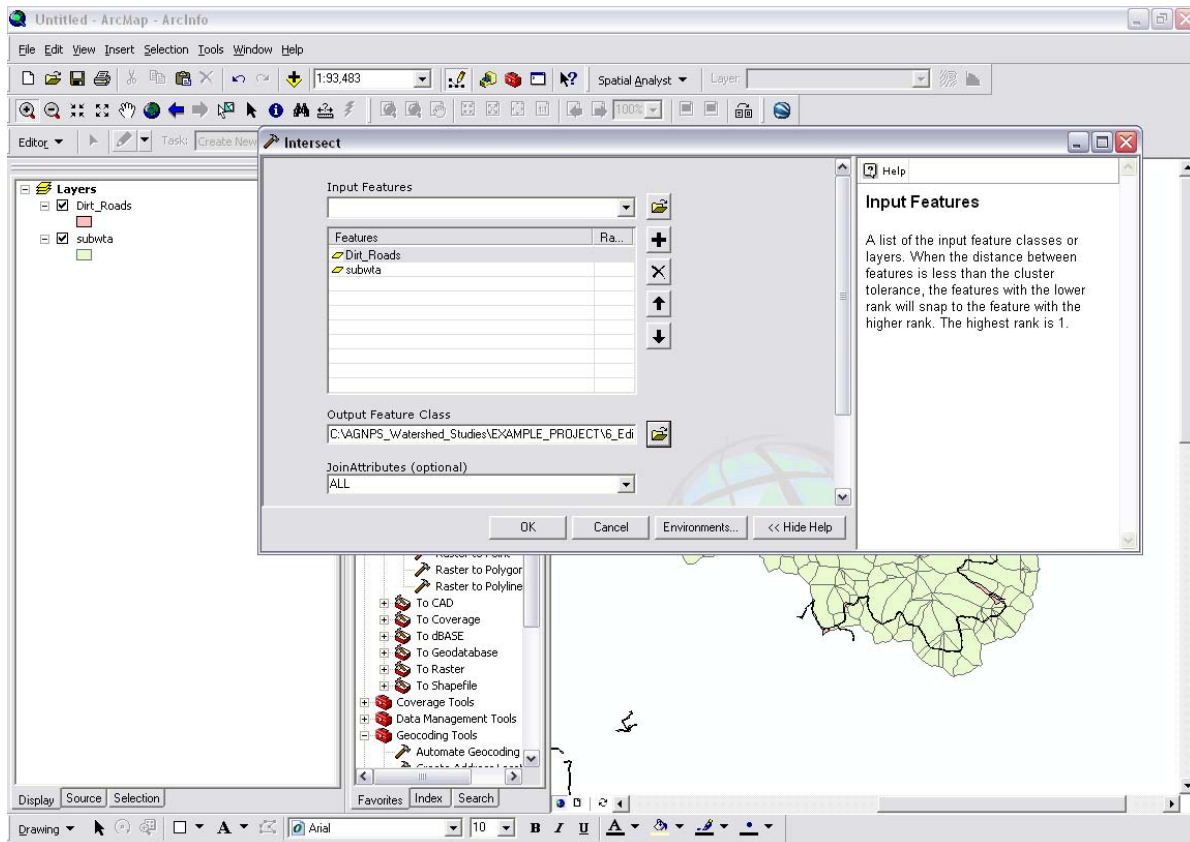 Untitled - ArcMap - ArcInfo
File Edit View Insert Selection Tools Window Help
1:93,483
Spatial Analyst
Layer:
100%
Editor
Task:
Create New
Intersect
Layers
Dirt_Roads
subwta
Input Features
Features
Ra...
Dirt_Roads
subwta
Output Feature Class
C:\AGNPS_Watershed_Studies\EXAMPLE_PROJECT\6_Edi
JoinAttributes (optional)
ALL
OK
Cancel
Environments...
<< Hide Help
Help
Input Features
A list of the input feature classes or
layers. When the distance between
features is less than the cluster
tolerance, the features with the lower
rank will snap to the feature with the
higher rank. The highest rank is 1.
Raster to Point
Raster to Polygor
Raster to Polyline
To CAD
To Coverage
To dBASE
To Geodatabase
To Raster
To Shapefile
Coverage Tools
Data Management Tools
Geocoding Tools
Automate Geocoding
Display Source Selection
Favorites Index Search
Drawing
A
Arial
10
B I U A